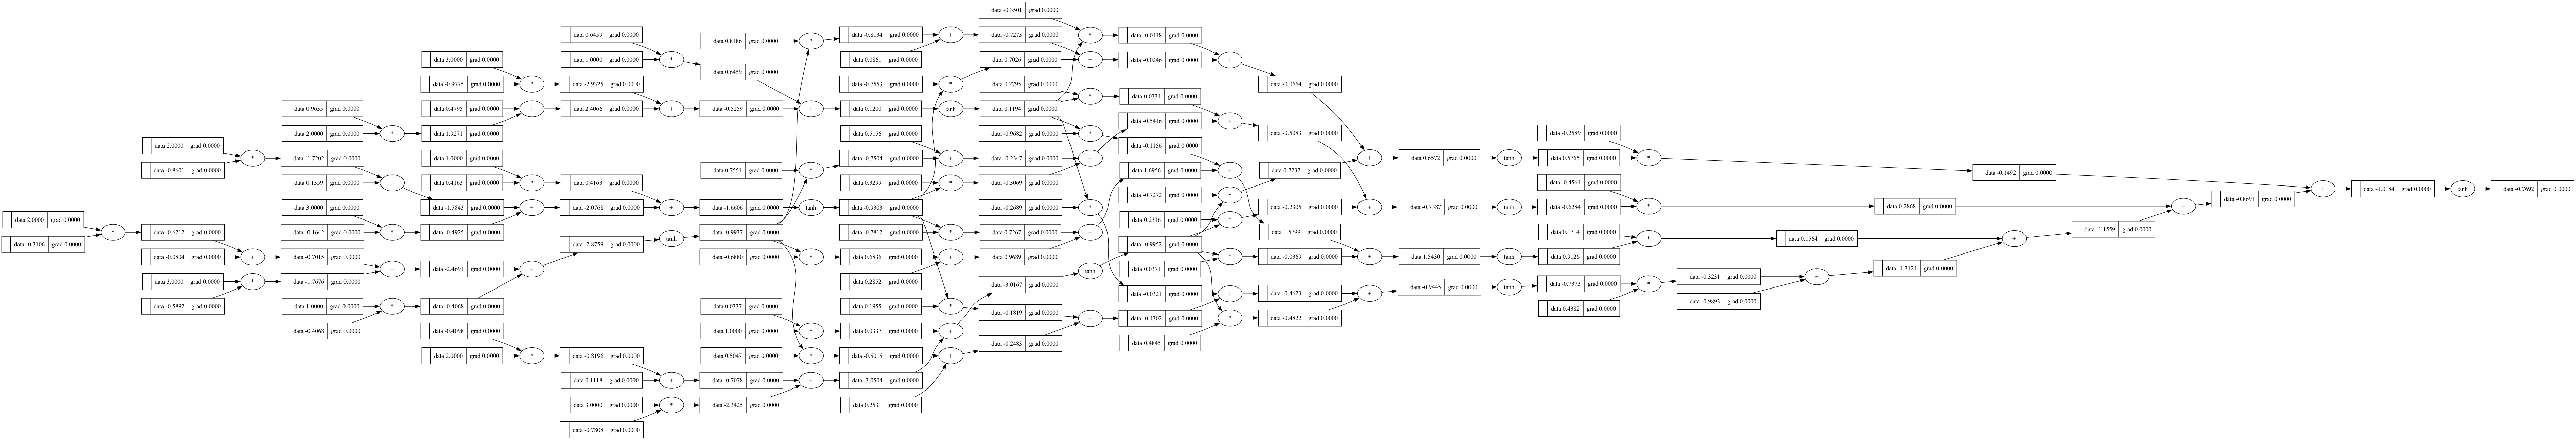 data -0.3501 | grad 0.0000
data 0.6459 | grad 0.0000
data 0.8186 | grad 0.0000
*
data -0.8134 | grad 0.0000
+
data -0.7273 | grad 0.0000
*
data -0.0418 | grad 0.0000
data 3.0000 | grad 0.0000
data 1.0000 | grad 0.0000
*
data 0.0861 | grad 0.0000
data 0.7026 | grad 0.0000
+
data -0.0246 | grad 0.0000
+
data -0.9775 | grad 0.0000
*
data -2.9325 | grad 0.0000
data 0.6459 | grad 0.0000
data -0.7553 | grad 0.0000
*
data 0.2795 | grad 0.0000
*
data 0.0334 | grad 0.0000
data -0.0664 | grad 0.0000
data 0.9635 | grad 0.0000
data 0.4795 | grad 0.0000
+
data 2.4066 | grad 0.0000
+
data -0.5259 | grad 0.0000
+
data 0.1200 | grad 0.0000
tanh
data 0.1194 | grad 0.0000
data 2.0000 | grad 0.0000
*
data 1.9271 | grad 0.0000
data 0.5156 | grad 0.0000
data -0.9682 | grad 0.0000
*
data -0.5416 | grad 0.0000
+
data -0.5083 | grad 0.0000
data -0.2589 | grad 0.0000
data 2.0000 | grad 0.0000
data -0.8601 | grad 0.0000
*
data -1.7202 | grad 0.0000
data 1.0000 | grad 0.0000
data 0.7551 | grad 0.0000
*
data -0.7504 | grad 0.0000
+
data -0.2347 | grad 0.0000
+
data -0.1156 | grad 0.0000
+
data 0.6572 | grad 0.0000
tanh
data 0.5765 | grad 0.0000
*
data 0.1359 | grad 0.0000
+
data 0.4163 | grad 0.0000
*
data 0.4163 | grad 0.0000
data 0.3299 | grad 0.0000
*
data -0.3069 | grad 0.0000
data 1.6956 | grad 0.0000
+
data 0.7237 | grad 0.0000
data -0.4564 | grad 0.0000
data -0.1492 | grad 0.0000
data 3.0000 | grad 0.0000
data -1.5843 | grad 0.0000
+
data -2.0768 | grad 0.0000
+
data -1.6606 | grad 0.0000
tanh
data -0.9303 | grad 0.0000
data -0.2689 | grad 0.0000
*
data -0.7272 | grad 0.0000
*
data -0.2305 | grad 0.0000
+
data -0.7387 | grad 0.0000
tanh
data -0.6284 | grad 0.0000
*
data 0.2868 | grad 0.0000
+
data -0.8691 | grad 0.0000
+
data -1.0184 | grad 0.0000
tanh
data -0.7692 | grad 0.0000
data 2.0000 | grad 0.0000
data -0.3106 | grad 0.0000
*
data -0.6212 | grad 0.0000
data -0.1642 | grad 0.0000
*
data -0.4925 | grad 0.0000
data -2.8759 | grad 0.0000
tanh
data -0.9937 | grad 0.0000
data -0.7812 | grad 0.0000
*
data 0.7267 | grad 0.0000
+
data 0.2316 | grad 0.0000
*
data 1.5799 | grad 0.0000
data 0.1714 | grad 0.0000
*
data 0.1564 | grad 0.0000
+
data -1.1559 | grad 0.0000
data -0.0804 | grad 0.0000
+
data -0.7015 | grad 0.0000
data -0.6880 | grad 0.0000
*
data 0.6836 | grad 0.0000
+
data 0.9689 | grad 0.0000
data -0.9952 | grad 0.0000
*
data -0.0369 | grad 0.0000
+
data 1.5430 | grad 0.0000
tanh
data 0.9126 | grad 0.0000
data 3.0000 | grad 0.0000
*
data -1.7676 | grad 0.0000
+
data -2.4691 | grad 0.0000
+
data 0.2852 | grad 0.0000
data -3.0167 | grad 0.0000
tanh
data 0.0371 | grad 0.0000
data -0.3231 | grad 0.0000
+
data -1.3124 | grad 0.0000
data -0.5892 | grad 0.0000
data 1.0000 | grad 0.0000
*
data -0.4068 | grad 0.0000
data 0.0337 | grad 0.0000
data 0.1955 | grad 0.0000
*
data -0.1819 | grad 0.0000
data -0.0321 | grad 0.0000
+
data -0.4623 | grad 0.0000
+
data -0.9445 | grad 0.0000
tanh
data -0.7373 | grad 0.0000
*
data -0.9893 | grad 0.0000
data -0.4068 | grad 0.0000
data -0.4098 | grad 0.0000
data 1.0000 | grad 0.0000
*
data 0.0337 | grad 0.0000
+
+
data -0.4302 | grad 0.0000
*
data -0.4822 | grad 0.0000
data 0.4382 | grad 0.0000
data 2.0000 | grad 0.0000
*
data -0.8196 | grad 0.0000
data 0.5047 | grad 0.0000
*
data -0.5015 | grad 0.0000
+
data -0.2483 | grad 0.0000
data 0.4845 | grad 0.0000
data 0.1118 | grad 0.0000
+
data -0.7078 | grad 0.0000
+
data -3.0504 | grad 0.0000
data 3.0000 | grad 0.0000
*
data -2.3425 | grad 0.0000
data 0.2531 | grad 0.0000
data -0.7808 | grad 0.0000